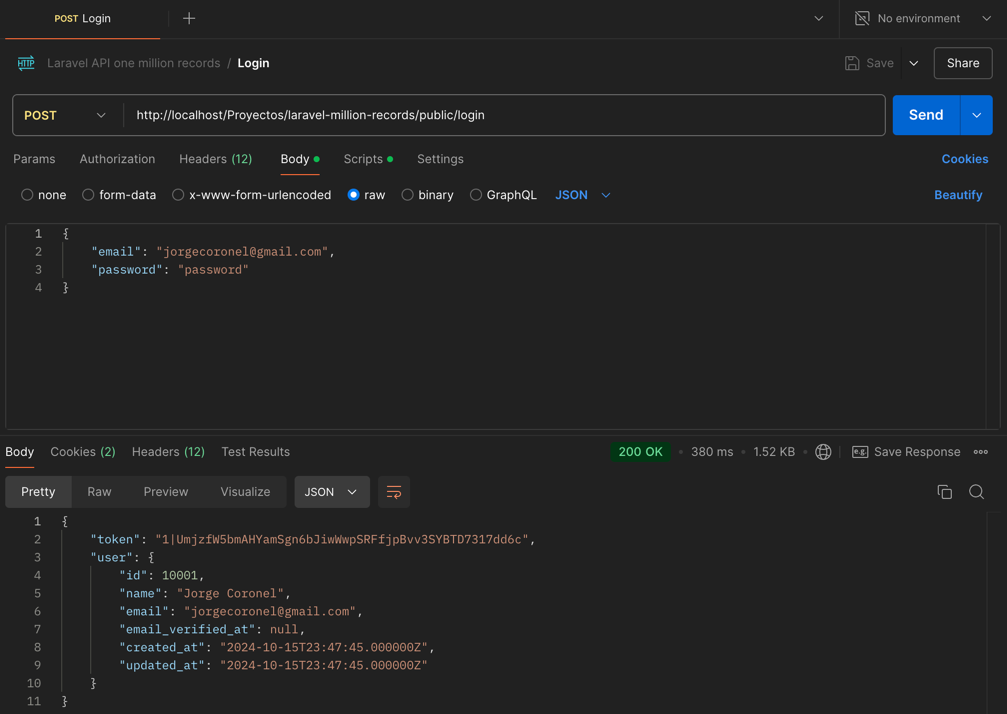 POST Login
No environment
HTTP Laravel API one million records / Login
Save
Share
POST
http://localhost/Proyectos/laravel-million-records/public/login
Send
Params Authorization Headers (12) Body Scripts Settings Cookies
none form-data x-www-form-urlencoded raw binary GraphQL JSON Beautify
1 {
2 "email": "jorgecoronel@gmail.com",
3 "password": "password"
4 }
Body Cookies (2) Headers (12) Test Results 200 OK 380 ms 1.52 KB e.g. Save Response
Pretty Raw Preview Visualize JSON
1 {
2 "token": "1|UmjzfW5bmAHYamSgn6bJiwWwpSRFfjpBvv3SYBTD7317dd6c",
3 "user": {
4 "id": 10001,
5 "name": "Jorge Coronel",
6 "email": "jorgecoronel@gmail.com",
7 "email_verified_at": null,
8 "created_at": "2024-10-15T23:47:45.000000Z",
9 "updated_at": "2024-10-15T23:47:45.000000Z"
10 }
11 }